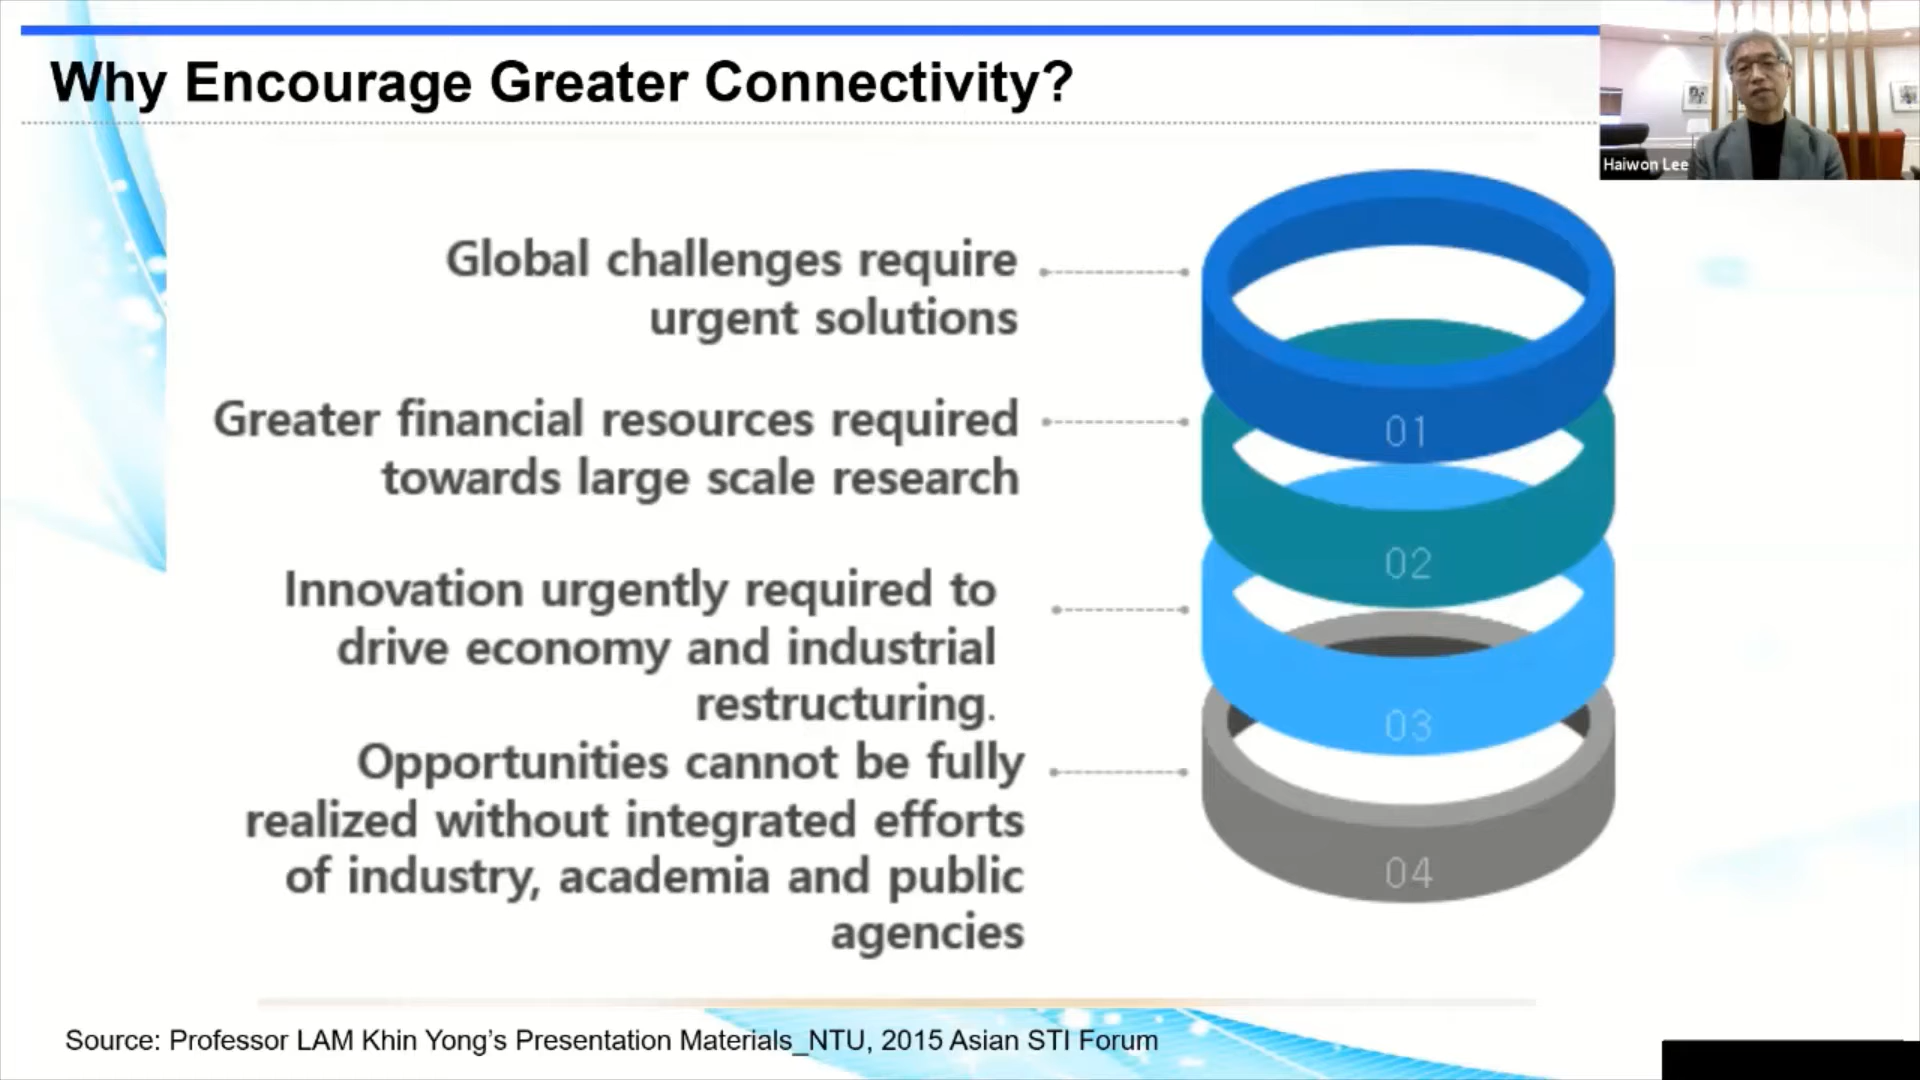 Why Encourage Greater Connectivity?
Haiwon Lee
Global challenges require
urgent solutions
Greater financial resources required
towards large scale research
Innovation urgently required to
drive economy and industrial
restructuring.
Opportunities cannot be fully
realized without integrated efforts
of industry, academia and public
agencies
01
02
03
04
Source: Professor LAM Khin Yong’s Presentation Materials_NTU, 2015 Asian STI Forum